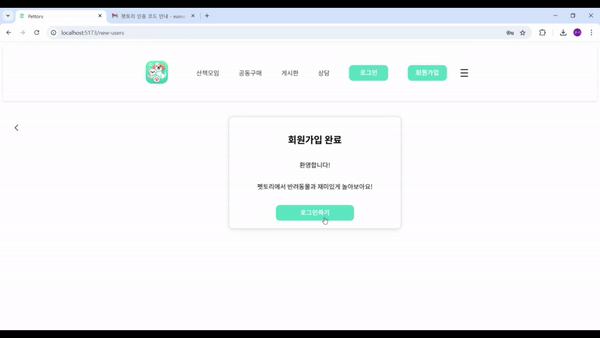 Pettory
펫토리 인증 코드 안내 -
localhost:5173/new-users
산책모임
공동구매
게시판
상담
로그인
회원가입
회원가입 완료
환영합니다!
펫토리에서 반려동물과 재미있게 놀아보아요!
로그인하기